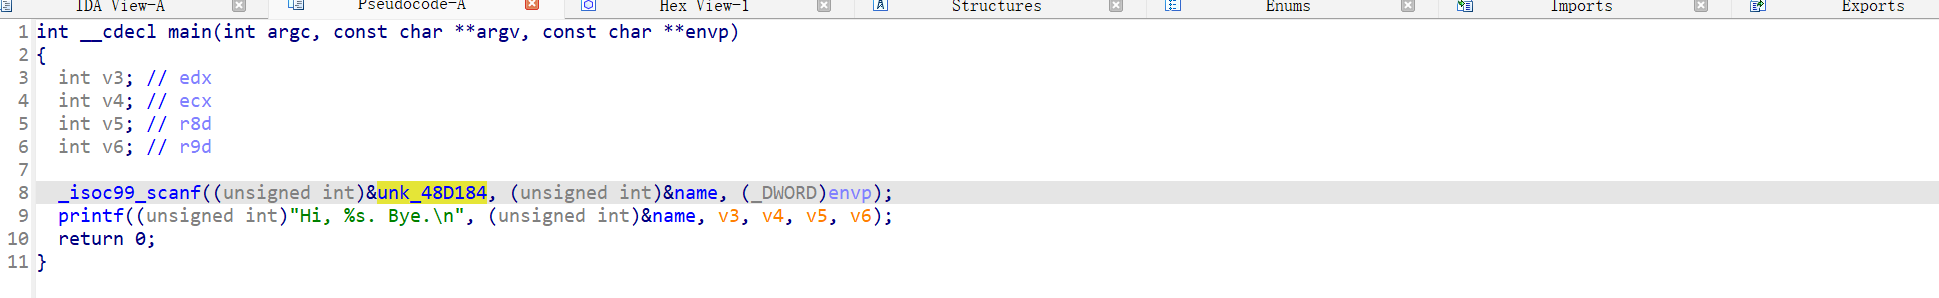 IDA View-A Pseudocode-A Hex View-1 Structures Enums Imports Exports
1 int __cdecl main(int argc, const char **argv, const char **envp)
2 {
3   int v3; // edx
4   int v4; // ecx
5   int v5; // r8d
6   int v6; // r9d
7
8   _isoc99_scanf((unsigned int)&unk_48D184, (unsigned int)&name, (_DWORD)envp);
9   printf((unsigned int)"Hi, %s. Bye.\n", (unsigned int)&name, v3, v4, v5, v6);
10   return 0;
11 }